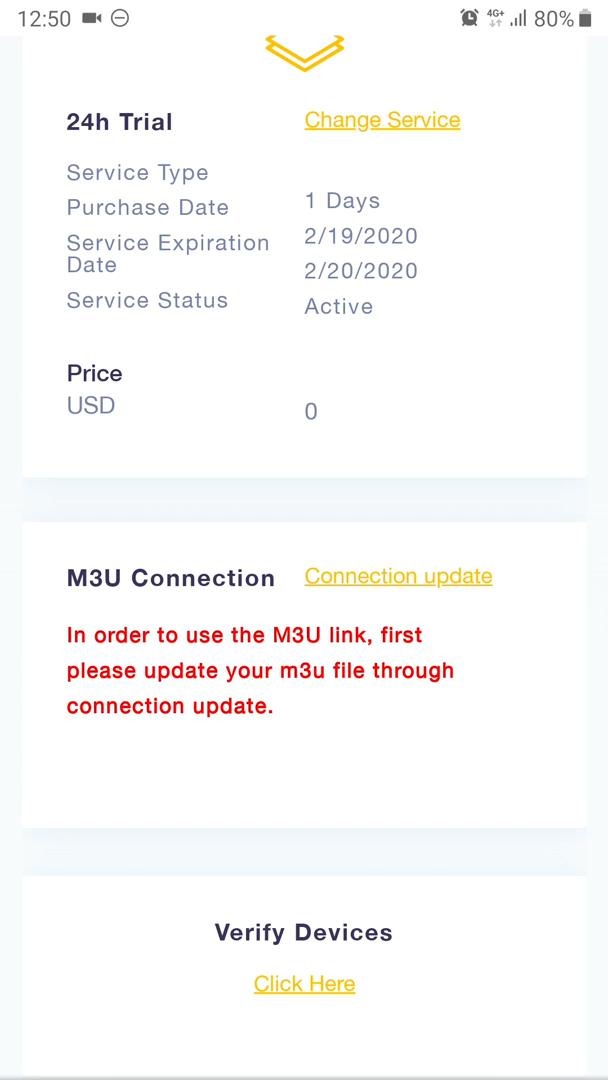 12:50 4G+ 80%
24h Trial Change Service
Service Type
1 Days
Purchase Date
2/19/2020
Service Expiration
Date
2/20/2020
Service Status
Active
Price
USD
0
M3U Connection Connection update
In order to use the M3U link, first
please update your m3u file through
connection update.
Verify Devices
Click Here